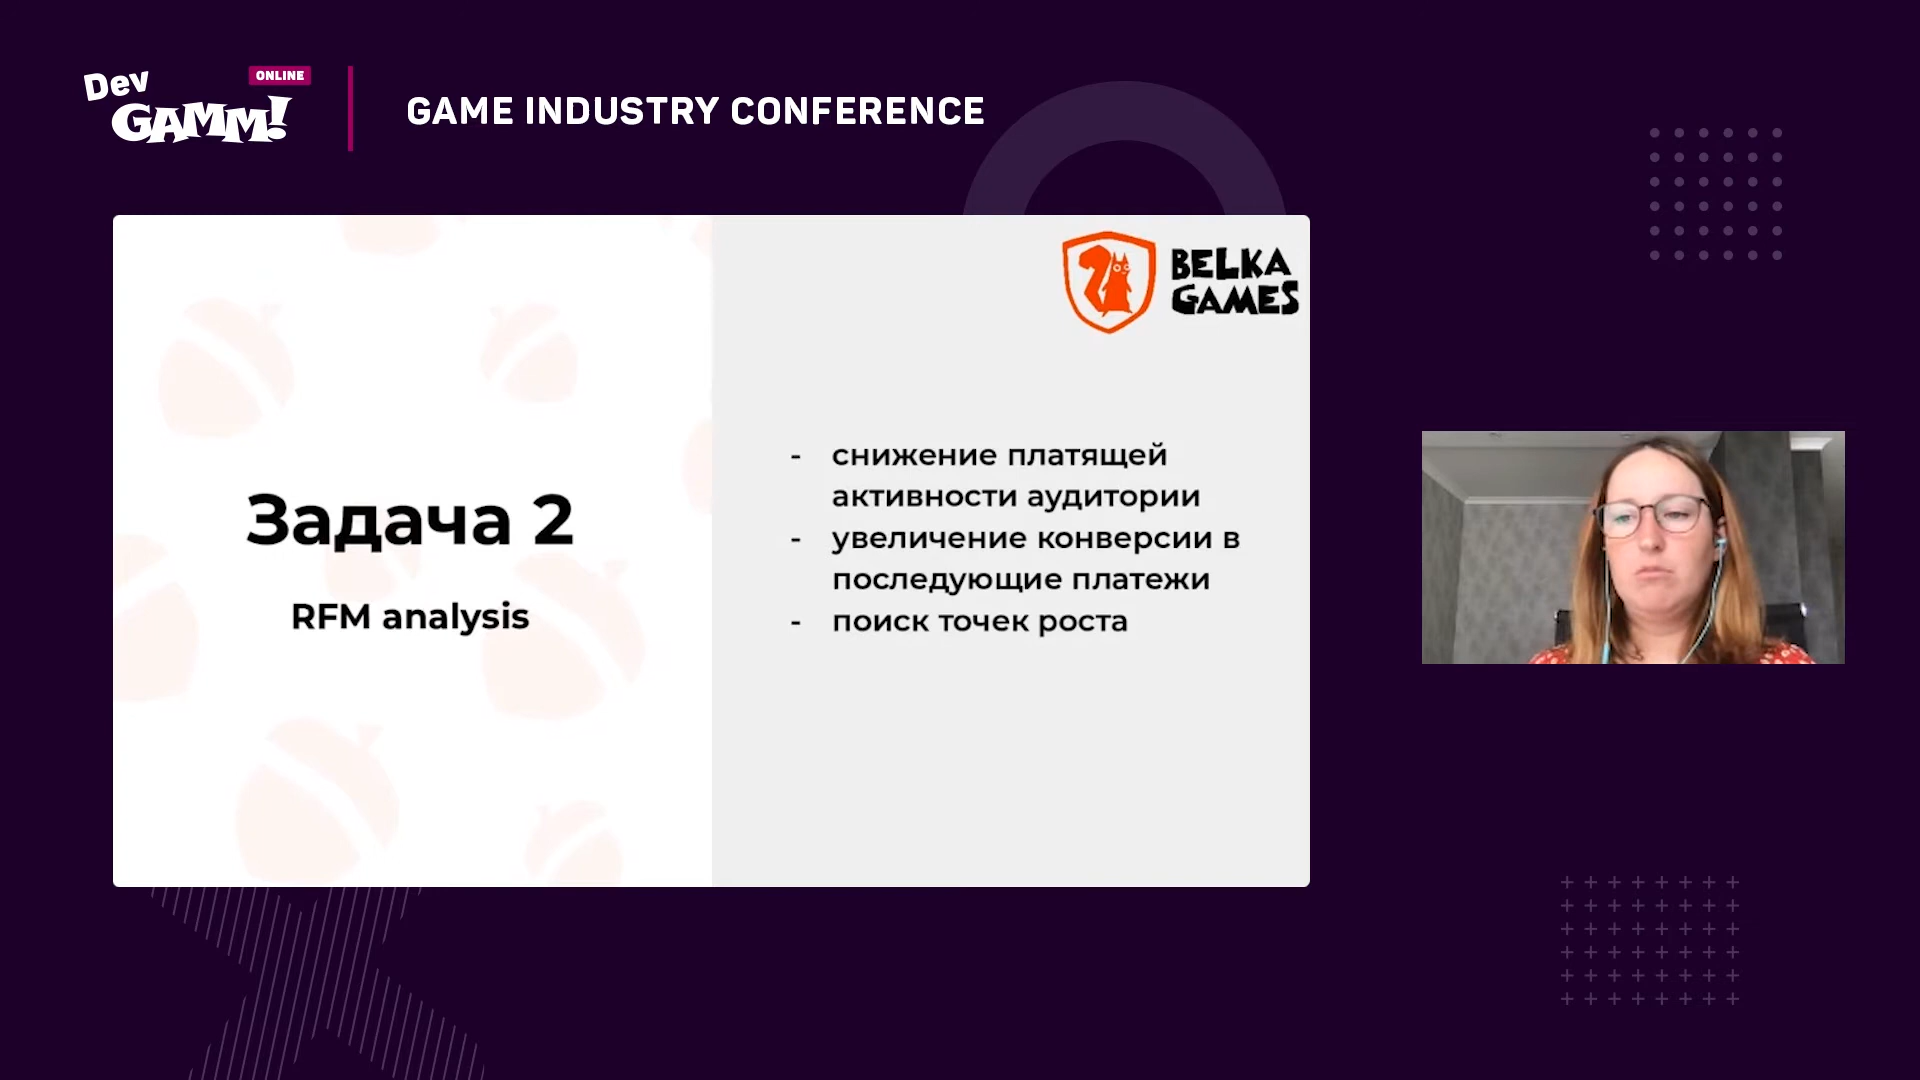 Dev
GAMM!
ONLINE
GAME INDUSTRY CONFERENCE
BELKA
GAMES
Задача 2
RFM analysis
- снижение платящей
активности аудитории
- увеличение конверсии в
последующие платежи
- поиск точек роста